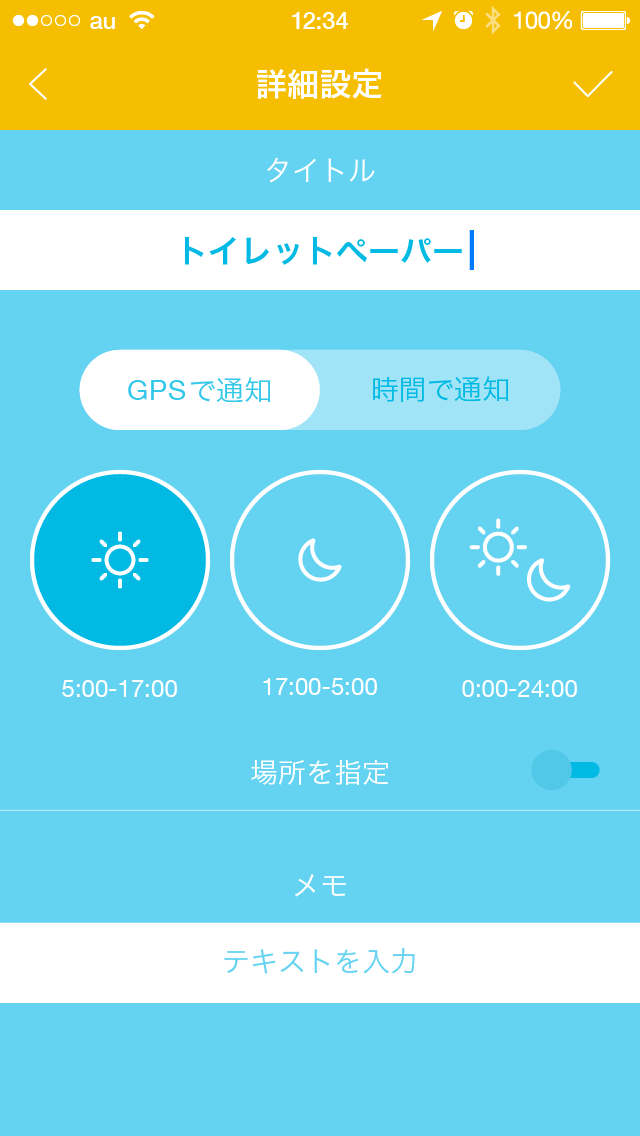 au 12:34 100%
詳細設定
タイトル
トイレットペーパー
GPSで通知 時間で通知
5:00-17:00 17:00-5:00 0:00-24:00
場所を指定
メモ
テキストを入力